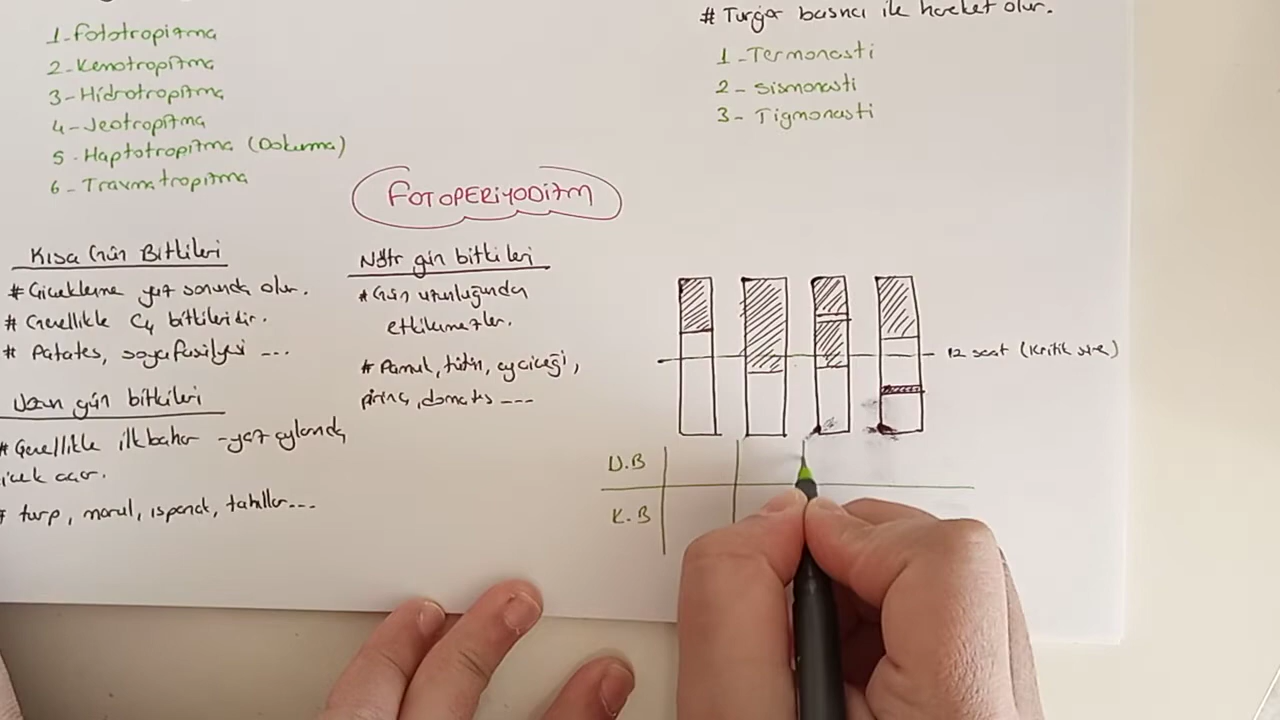 1-Fototropizma
2-Kemotropizma
3-Hidrotropizma
4-Jeotropizma
5-Haptotropizma (Dokunma)
6-Travmatropizma
# Turgor basıncı ile hareket olur.
1-Termonasti
2-Sismonasti
3-Tigmonasti
FOTOPERİYODİZM
Kısa Gün Bitkileri
# Çiçeklenme yaz sonunda olur.
# Genellikle C4 bitkileridir.
# Patates, soya fasulyesi ...
Uzun gün bitkileri
# Genellikle ilkbahar - yaz aylarında
çiçek açar.
# turp, marul, ıspanak, tahıllar...
Nötr gün bitkileri
# Gün uzunluğundan
etkilenmezler.
# Pamuk, tütün, ayçiçeği,
pirinç, domates ---
12 saat (kritik süre)
U.B
K.B